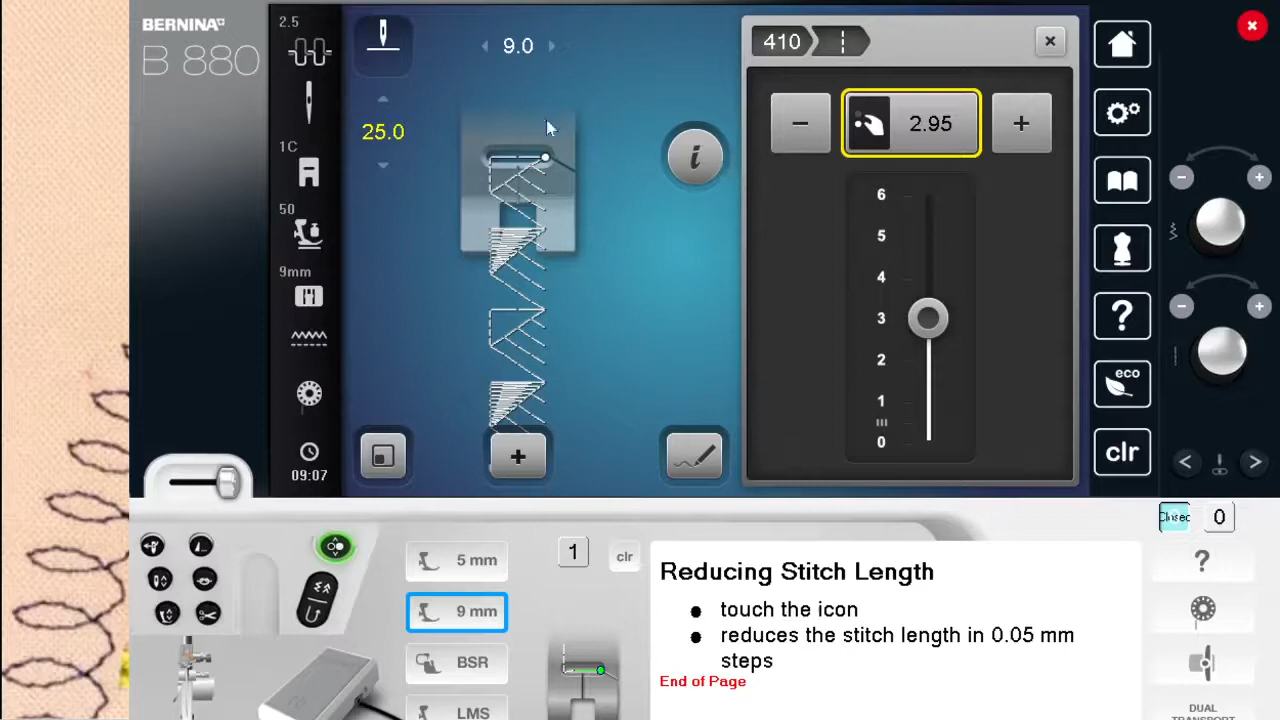 BERNINA
B 880
2.5
1C
50
9mm
09:07
9.0
25.0
i
+
410
−
2.95
+
6
5
4
3
2
1
0
?
eco
clr
Closed
0
5 mm
9 mm
BSR
LMS
1
clr
Reducing Stitch Length
● touch the icon
● reduces the stitch length in 0.05 mm
steps
End of Page
?
DUAL
TRANSPORT